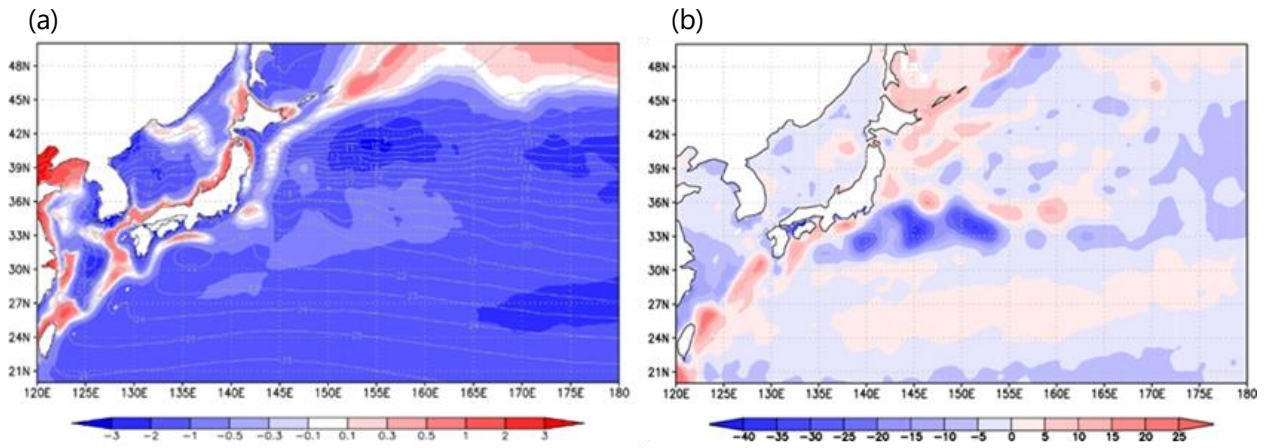 (a)
(b)
48N
45N
42N
39N
36N
33N
30N
27N
24N
21N
120E 125E 130E 135E 140E 145E 150E 155E 160E 165E 170E 175E 180
-3 -2 -1 -0.5 -0.3 -0.1 0.1 0.3 0.5 1 2 3
48N
45N
42N
39N
36N
33N
30N
27N
24N
21N
120E 125E 130E 135E 140E 145E 150E 155E 160E 165E 170E 175E 180
-40 -35 -30 -25 -20 -15 -10 -5 0 5 10 15 20 25